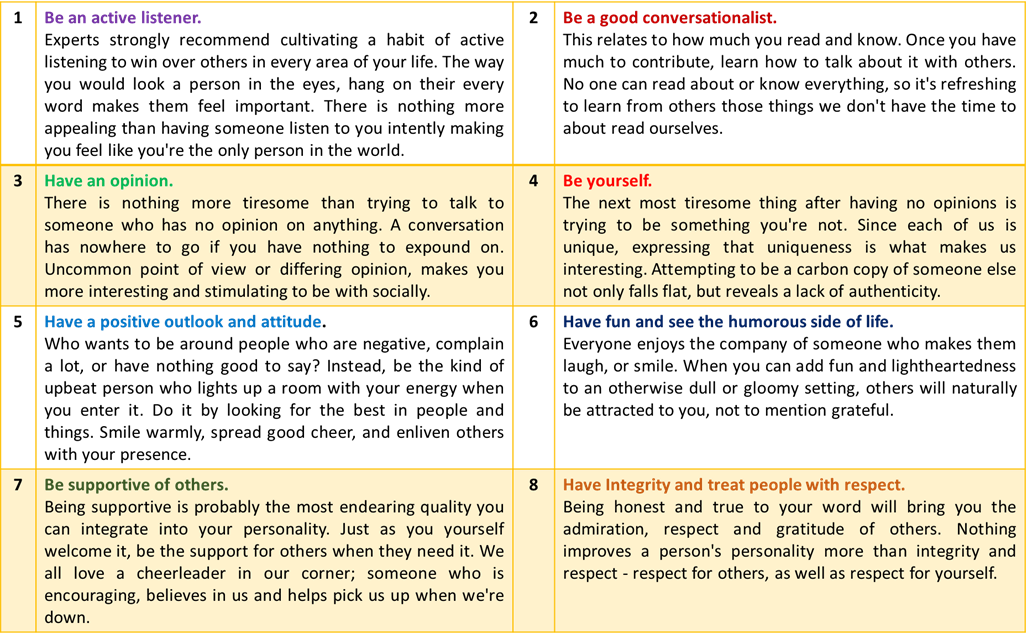 1
Be an active listener.
Experts strongly recommend cultivating a habit of active
listening to win over others in every area of your life. The way
you would look a person in the eyes, hang on their every
word makes them feel important. There is nothing more
appealing than having someone listen to you intently making
you feel like you're the only person in the world.
2
Be a good conversationalist.
This relates to how much you read and know. Once you have
much to contribute, learn how to talk about it with others.
No one can read about or know everything, so it's refreshing
to learn from others those things we don't have the time to
about read ourselves.
3
Have an opinion.
There is nothing more tiresome than trying to talk to
someone who has no opinion on anything. A conversation
has nowhere to go if you have nothing to expound on.
Uncommon point of view or differing opinion, makes you
more interesting and stimulating to be with socially.
4
Be yourself.
The next most tiresome thing after having no opinions is
trying to be something you're not. Since each of us is
unique, expressing that uniqueness is what makes us
interesting. Attempting to be a carbon copy of someone else
not only falls flat, but reveals a lack of authenticity.
5
Have a positive outlook and attitude.
Who wants to be around people who are negative, complain
a lot, or have nothing good to say? Instead, be the kind of
upbeat person who lights up a room with your energy when
you enter it. Do it by looking for the best in people and
things. Smile warmly, spread good cheer, and enliven others
with your presence.
6
Have fun and see the humorous side of life.
Everyone enjoys the company of someone who makes them
laugh, or smile. When you can add fun and lightheartedness
to an otherwise dull or gloomy setting, others will naturally
be attracted to you, not to mention grateful.
7
Be supportive of others.
Being supportive is probably the most endearing quality you
can integrate into your personality. Just as you yourself
welcome it, be the support for others when they need it. We
all love a cheerleader in our corner; someone who is
encouraging, believes in us and helps pick us up when we're
down.
8
Have Integrity and treat people with respect.
Being honest and true to your word will bring you the
admiration, respect and gratitude of others. Nothing
improves a person's personality more than integrity and
respect - respect for others, as well as respect for yourself.